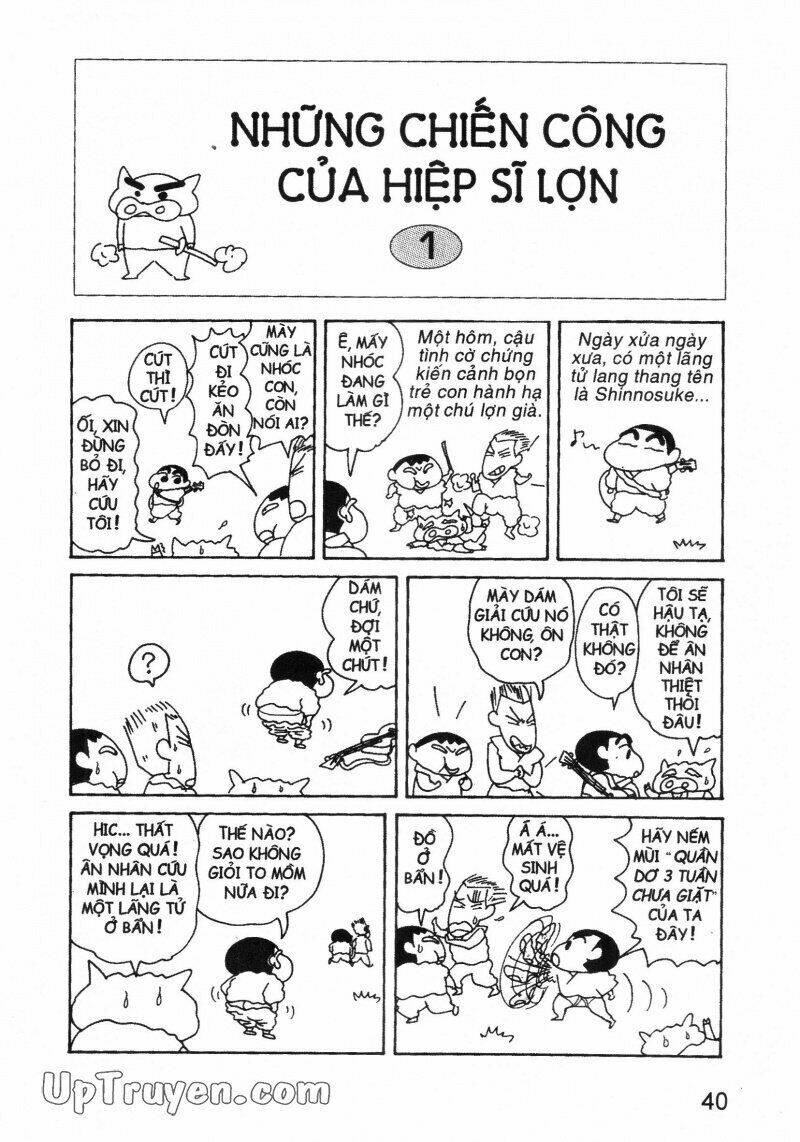 NHỮNG CHIẾN CÔNG
CỦA HIỆP SĨ LỢN
1
Ngày xửa ngày
xưa, có một lãng
tử lang thang tên
là Shinnosuke...
Một hôm, cậu
tình cờ chứng
kiến cảnh bọn
trẻ con hành hạ
một chú lợn già.
Ê, MẤY
NHÓC
ĐANG
LÀM GÌ
THẾ?
MÀY
CŨNG LÀ
NHÓC
CON,
CÒN
NÓI AI?
CÚT
ĐI
KẺO
ĂN
ĐÒN
ĐẤY!
CÚT
THÌ
CÚT!
ỐI, XIN
ĐỪNG
BỎ ĐI,
HÃY
CỨU
TÔI!
TÔI SẼ
HẬU TẠ,
KHÔNG
ĐỂ ÂN
NHÂN
THIỆT
THÒI
ĐÂU!
CÓ
THẬT
KHÔNG
ĐÓ?
MÀY DÁM
GIẢI CỨU NÓ
KHÔNG, ÔN
CON?
DÁM
CHỨ,
ĐỢI
MỘT
CHÚT!
?
HÃY NẾM
MÙI "QUẦN
DƠ 3 TUẦN
CHƯA GIẶT"
CỦA TA
ĐÂY!
Á Á...
MẤT VỆ
SINH
QUÁ!
ĐỒ
Ở
BẨN!
THẾ NÀO?
SAO KHÔNG
GIỎI TO MỒM
NỮA ĐI?
HIC... THẤT
VỌNG QUÁ!
ÂN NHÂN CỨU
MÌNH LẠI LÀ
MỘT LÃNG TỬ
Ở BẨN!
UpTruyen.com
40